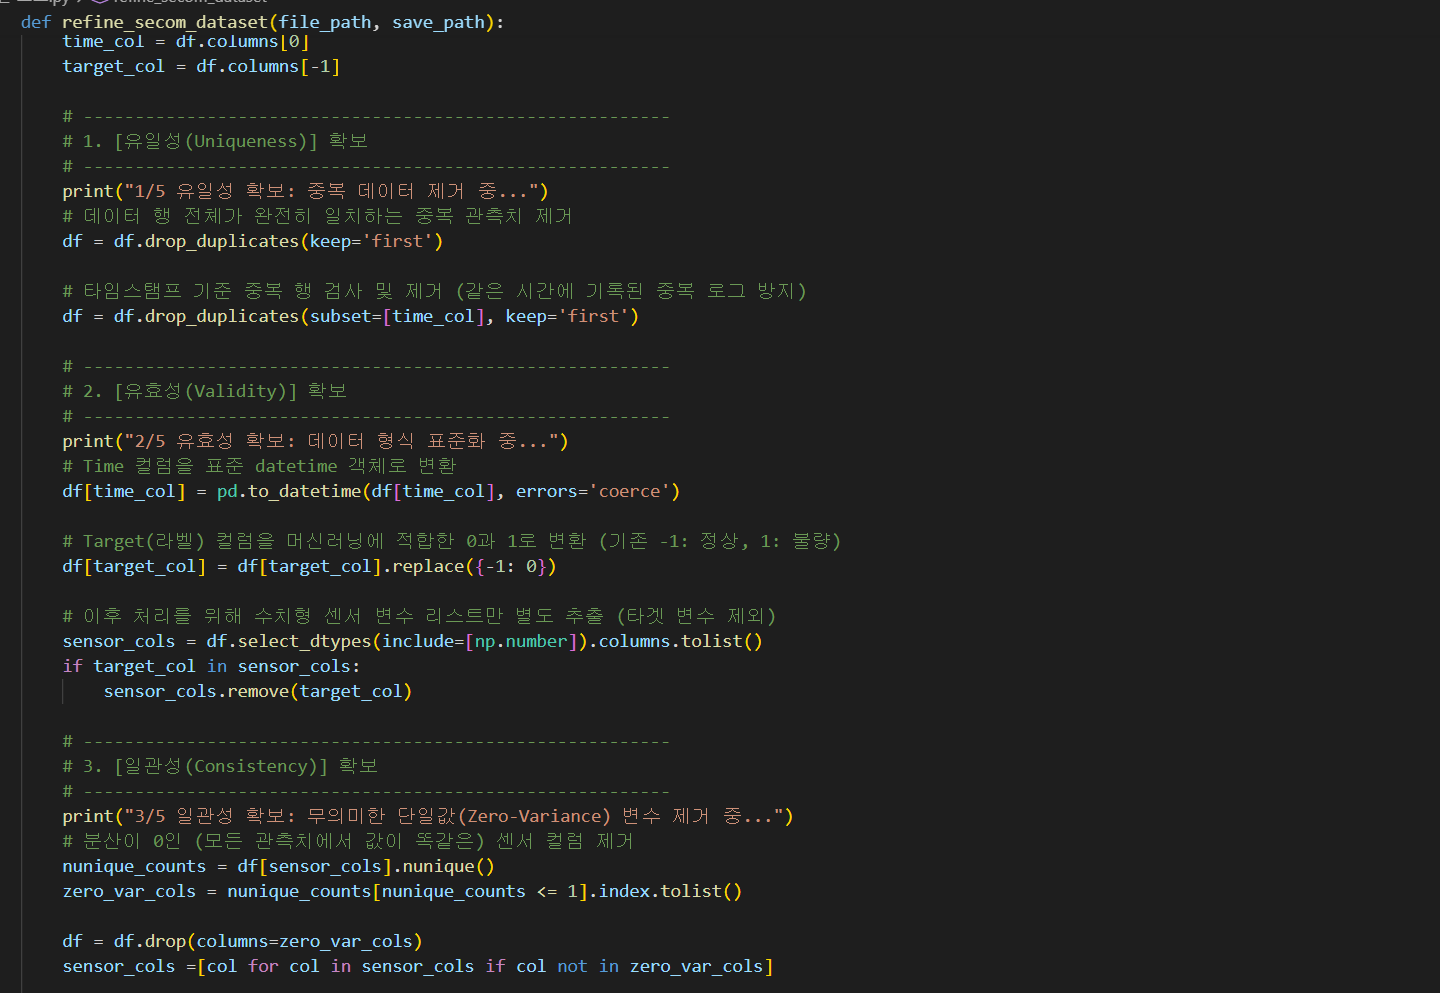 def refine_secom_dataset(file_path, save_path):
    time_col = df.columns[0]
    target_col = df.columns[-1]

    # ---------------------------------------------------------
    # 1. [유일성(Uniqueness)] 확보
    # ---------------------------------------------------------
    print("1/5 유일성 확보: 중복 데이터 제거 중...")
    # 데이터 행 전체가 완전히 일치하는 중복 관측치 제거
    df = df.drop_duplicates(keep='first')

    # 타임스탬프 기준 중복 행 검사 및 제거 (같은 시간에 기록된 중복 로그 방지)
    df = df.drop_duplicates(subset=[time_col], keep='first')

    # ---------------------------------------------------------
    # 2. [유효성(Validity)] 확보
    # ---------------------------------------------------------
    print("2/5 유효성 확보: 데이터 형식 표준화 중...")
    # Time 컬럼을 표준 datetime 객체로 변환
    df[time_col] = pd.to_datetime(df[time_col], errors='coerce')

    # Target(라벨) 컬럼을 머신러닝에 적합한 0과 1로 변환 (기존 -1: 정상, 1: 불량)
    df[target_col] = df[target_col].replace({-1: 0})

    # 이후 처리를 위해 수치형 센서 변수 리스트만 별도 추출 (타겟 변수 제외)
    sensor_cols = df.select_dtypes(include=[np.number]).columns.tolist()
    if target_col in sensor_cols:
        sensor_cols.remove(target_col)

    # ---------------------------------------------------------
    # 3. [일관성(Consistency)] 확보
    # ---------------------------------------------------------
    print("3/5 일관성 확보: 무의미한 단일값(Zero-Variance) 변수 제거 중...")
    # 분산이 0인 (모든 관측치에서 값이 똑같은) 센서 컬럼 제거
    nunique_counts = df[sensor_cols].nunique()
    zero_var_cols = nunique_counts[nunique_counts <= 1].index.tolist()

    df = df.drop(columns=zero_var_cols)
    sensor_cols =[col for col in sensor_cols if col not in zero_var_cols]